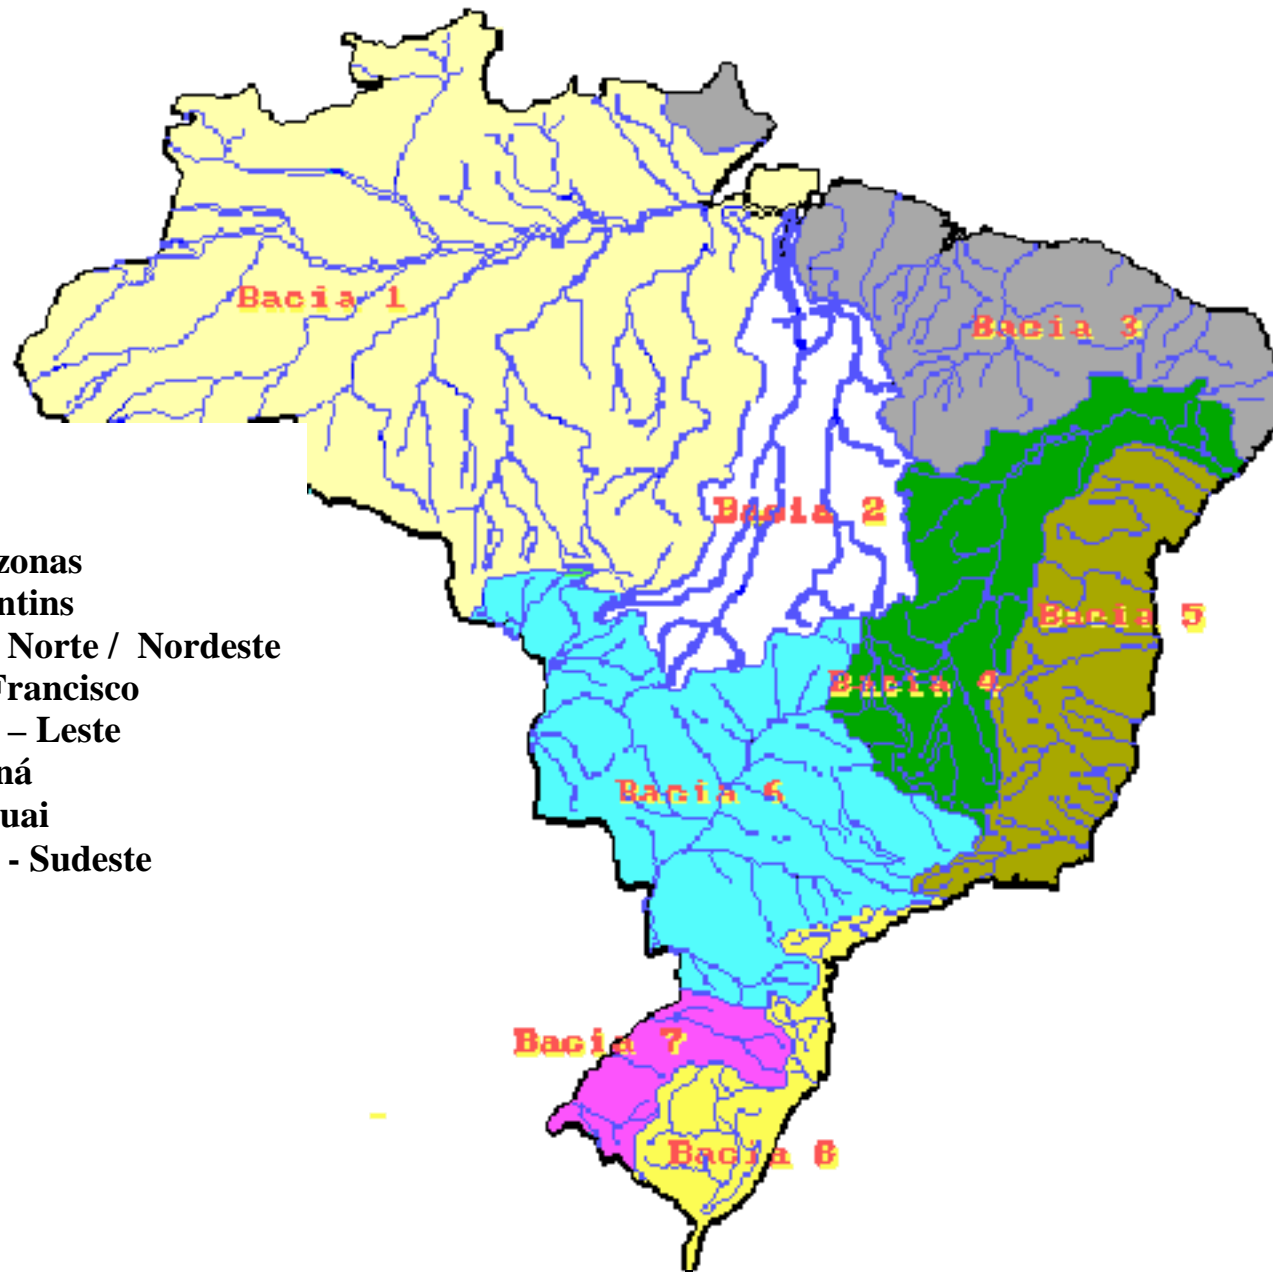 Bacia 1
Bacia 3
Bacia 2
zonas
ntins
Norte / Nordeste
Francisco
– Leste
ná
uai
- Sudeste
Bacia 5
Bacia 4
Bacia 6
Bacia 7
Bacia 8